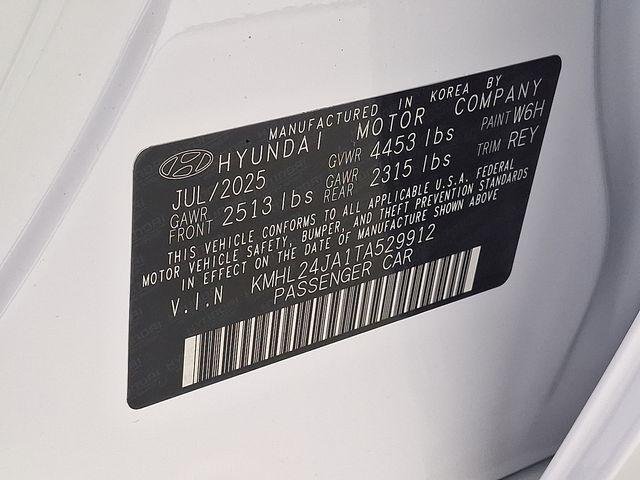 MANUFACTURED IN KOREA BY
HYUNDAI MOTOR COMPANY
JUL/2025 GVWR 4453 lbs PAINT W6H
GAWR FRONT 2513 lbs GAWR REAR 2315 lbs TRIM REY
THIS VEHICLE CONFORMS TO ALL APPLICABLE U.S.A. FEDERAL
MOTOR VEHICLE SAFETY, BUMPER, AND THEFT PREVENTION STANDARDS
IN EFFECT ON THE DATE OF MANUFACTURE SHOWN ABOVE
V.I.N KMHL24JA1TA529912
PASSENGER CAR